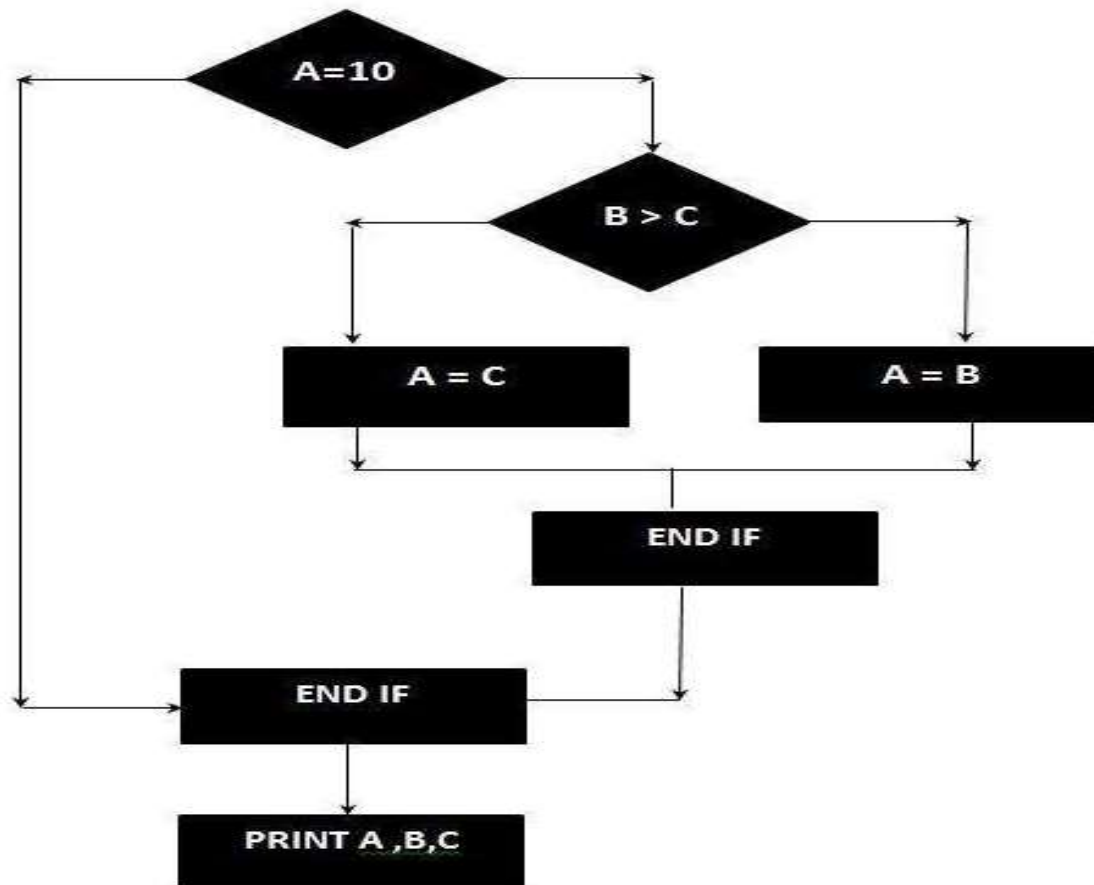 A=10
B > C
A = C
A = B
END IF
END IF
PRINT A ,B,C